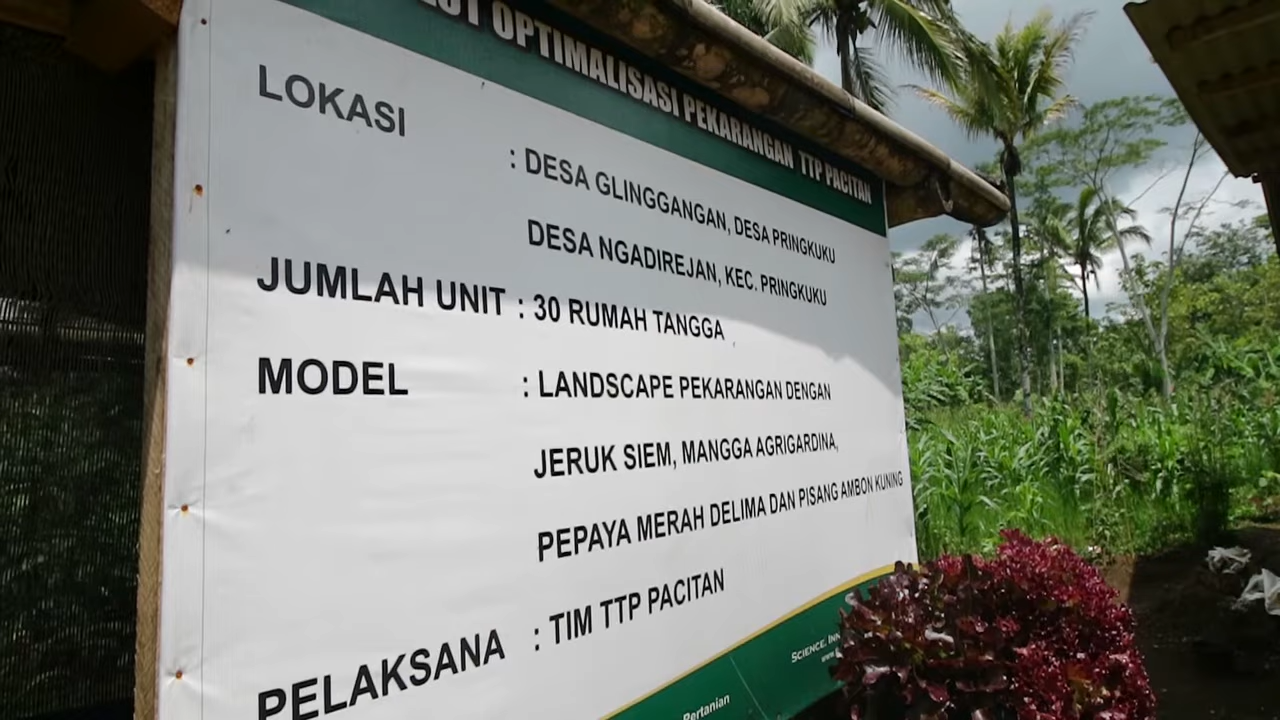 OPTIMALISASI PEKARANGAN TTP PACITAN
LOKASI : DESA GLINGGANGAN, DESA PRINGKUKU
DESA NGADIREJAN, KEC. PRINGKUKU
JUMLAH UNIT : 30 RUMAH TANGGA
MODEL : LANDSCAPE PEKARANGAN DENGAN
JERUK SIEM, MANGGA AGRIGARDINA,
PEPAYA MERAH DELIMA DAN PISANG AMBON KUNING
PELAKSANA : TIM TTP PACITAN
SCIENCE.
Pertanian